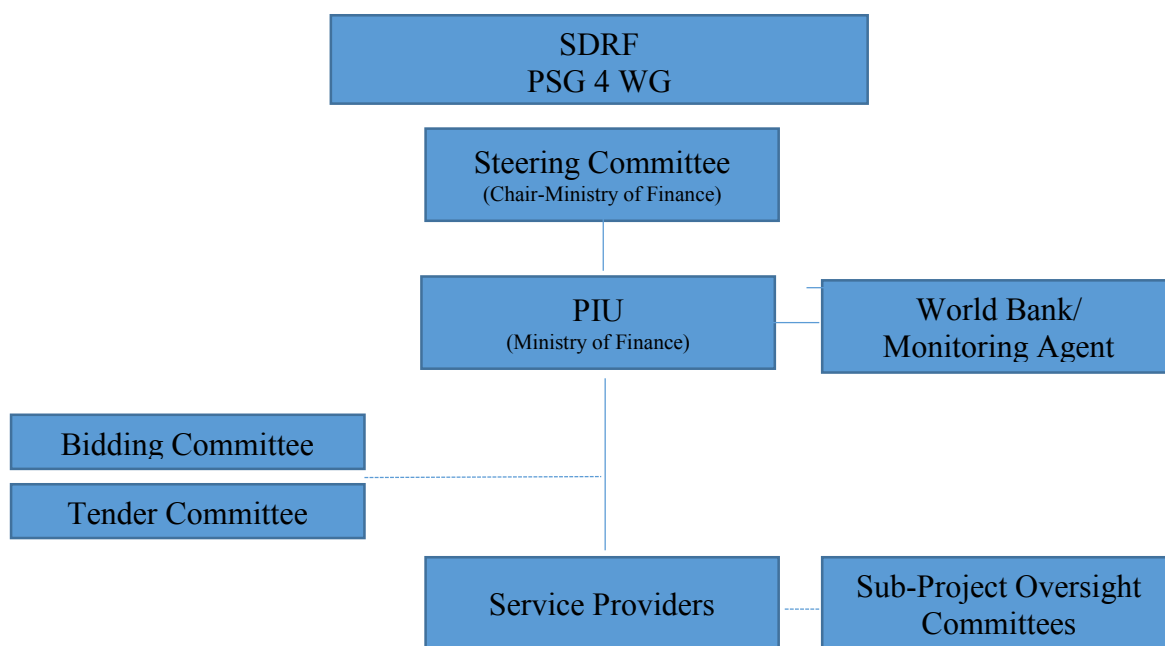 SDRF
PSG 4 WG
Steering Committee
(Chair-Ministry of Finance)
PIU
(Ministry of Finance)
World Bank/
Monitoring Agent
Bidding Committee
Tender Committee
Service Providers
Sub-Project Oversight
Committees